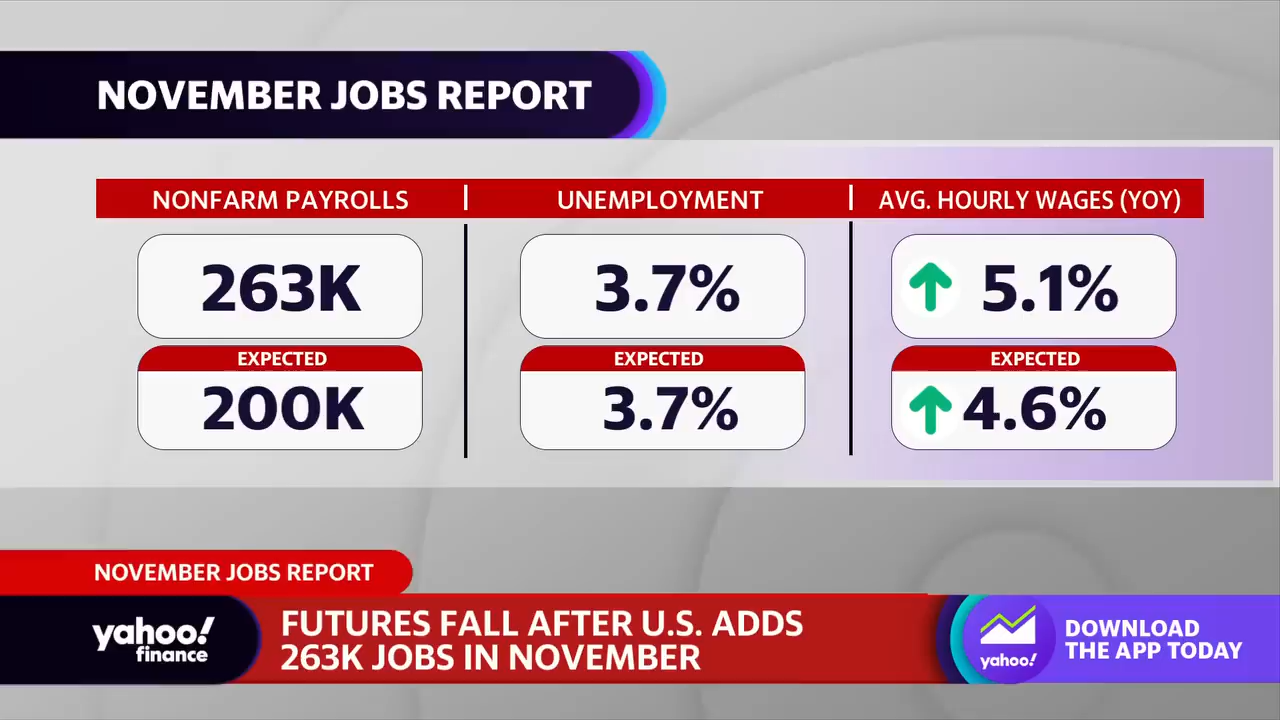 NOVEMBER JOBS REPORT
NONFARM PAYROLLS
UNEMPLOYMENT
AVG. HOURLY WAGES (YOY)
263K
3.7%
5.1%
EXPECTED
EXPECTED
EXPECTED
200K
3.7%
4.6%
NOVEMBER JOBS REPORT
yahoo!
finance
FUTURES FALL AFTER U.S. ADDS
263K JOBS IN NOVEMBER
yahoo!
DOWNLOAD
THE APP TODAY